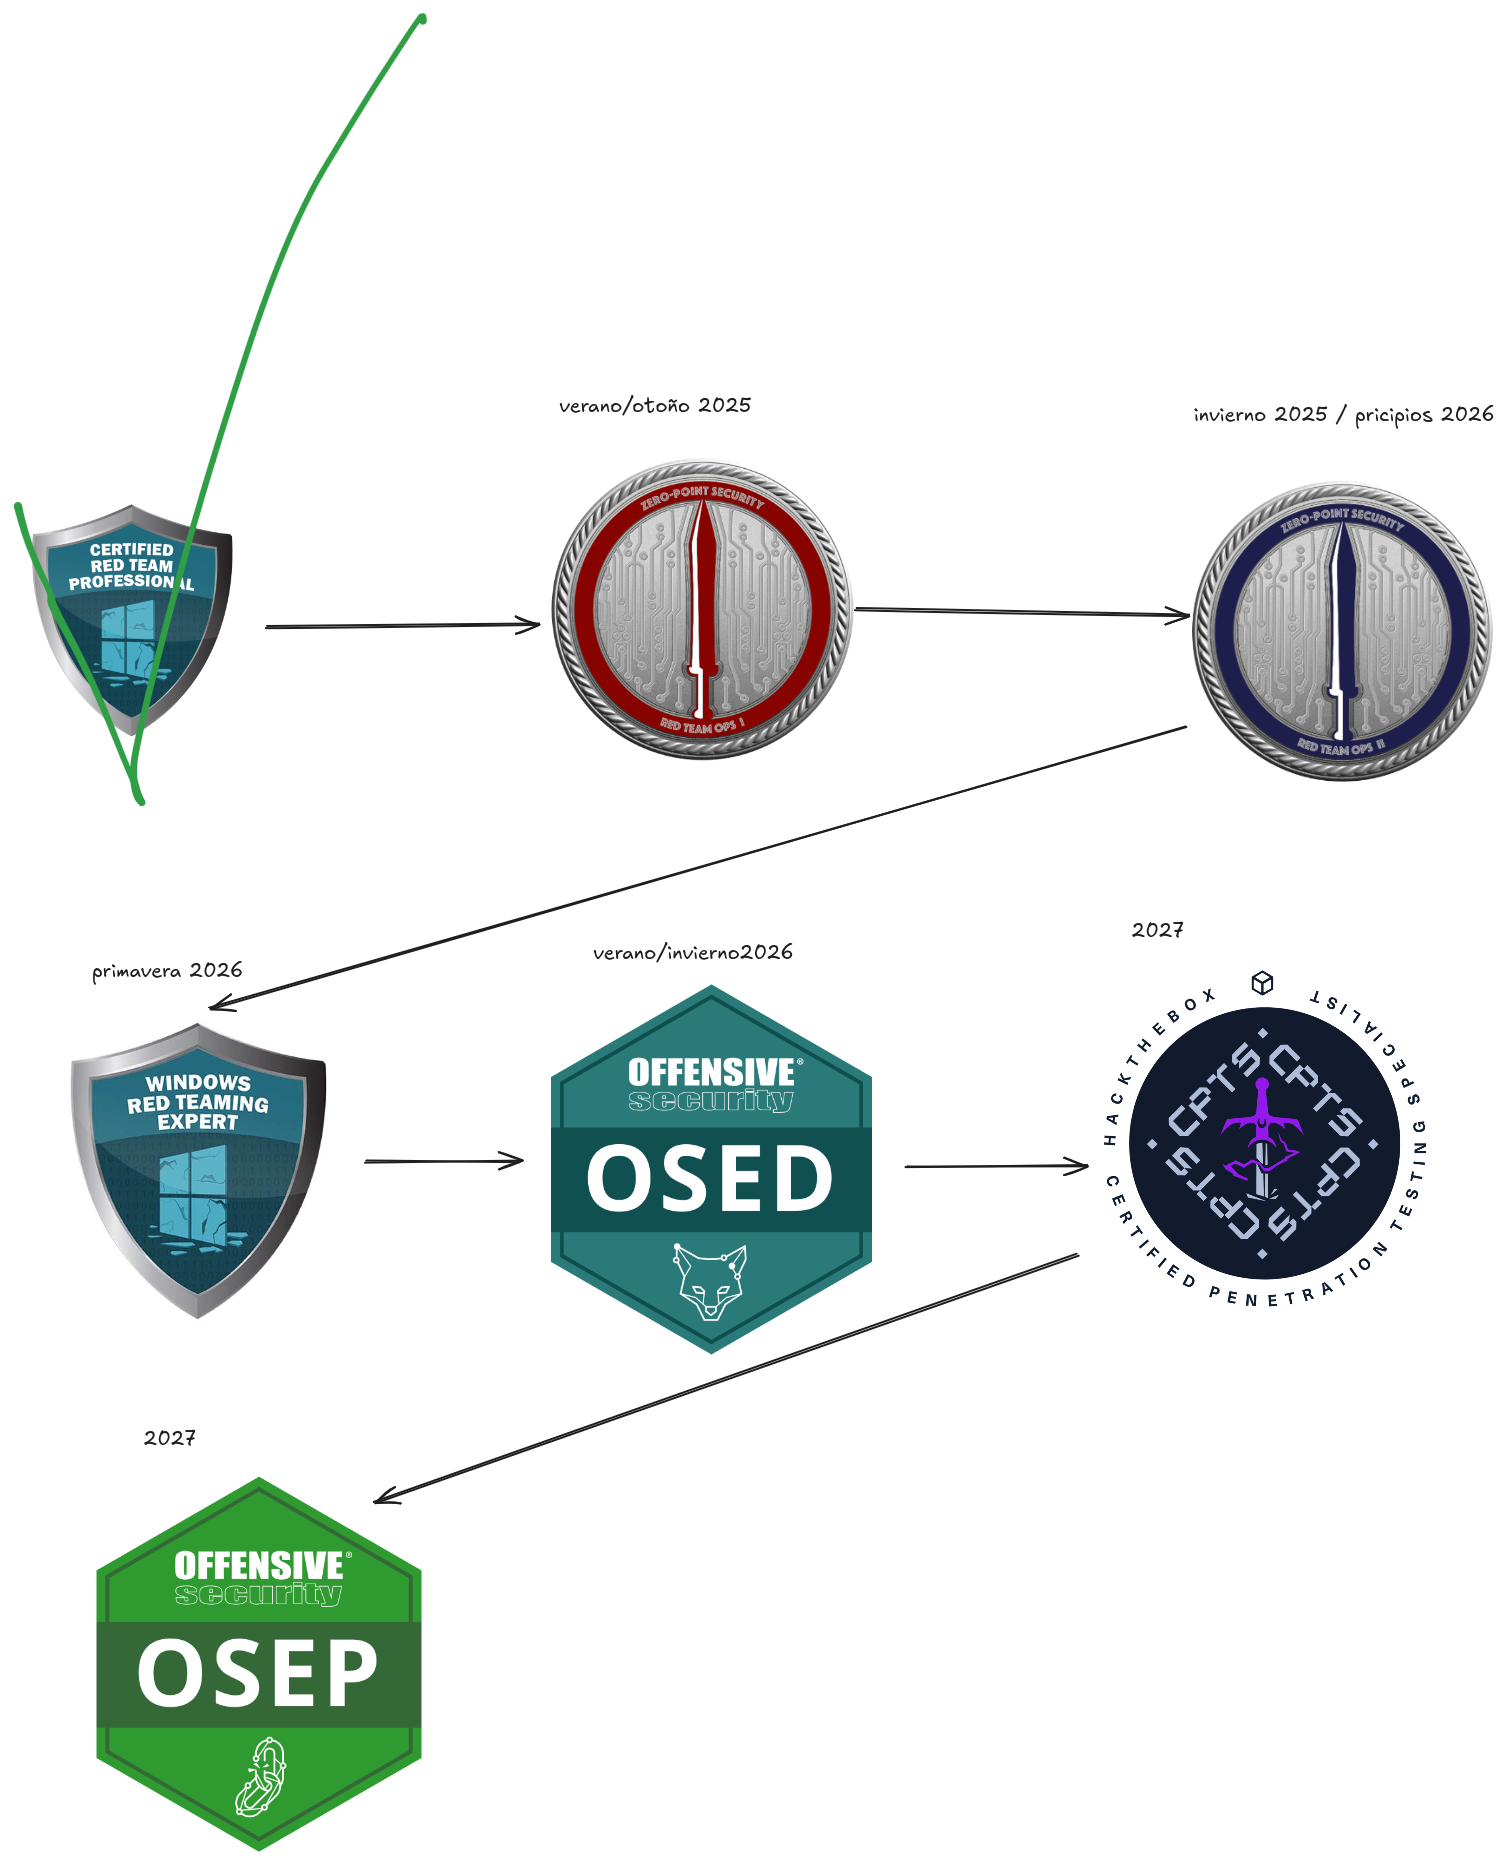 verano/otoño 2025
invierno 2025 / pricipios 2026
CERTIFIED
RED TEAM
PROFESSIONAL
ZERO-POINT SECURITY
RED TEAM OPS I
ZERO-POINT SECURITY
RED TEAM OPS II
primavera 2026
verano/invierno2026
2027
WINDOWS
RED TEAMING
EXPERT
OFFENSIVE®
security
OSED
HACKTHEBOX
CERTIFIED PENETRATION TESTING SPECIALIST
CPTS
CPTS
CPTS
CPTS
2027
OFFENSIVE®
security
OSEP